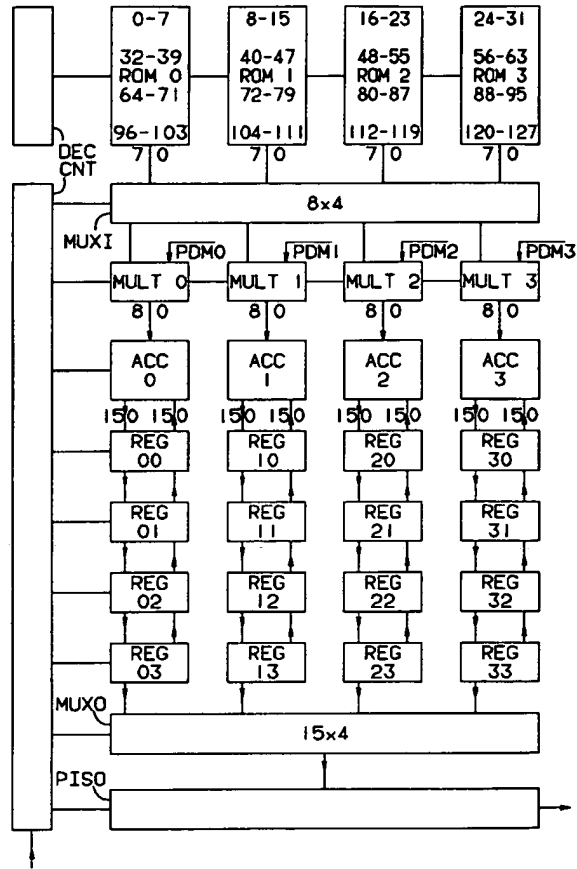 0-7 8-15 16-23 24-31
32-39 40-47 48-55 56-63
ROM 0 ROM 1 ROM 2 ROM 3
64-71 72-79 80-87 88-95
96-103 104-111 112-119 120-127
7 0 7 0 7 0 7 0
DEC
CNT
8x4
MUXI
PDM0 PDM1 PDM2 PDM3
MULT 0 MULT 1 MULT 2 MULT 3
8 0 8 0 8 0 8 0
ACC ACC ACC ACC
0 1 2 3
15 0 15 0 15 0 15 0 15 0 15 0 15 0 15 0
REG REG REG REG
00 10 20 30
REG REG REG REG
01 11 21 31
REG REG REG REG
02 12 22 32
REG REG REG REG
03 13 23 33
MUXO
15x4
PISO